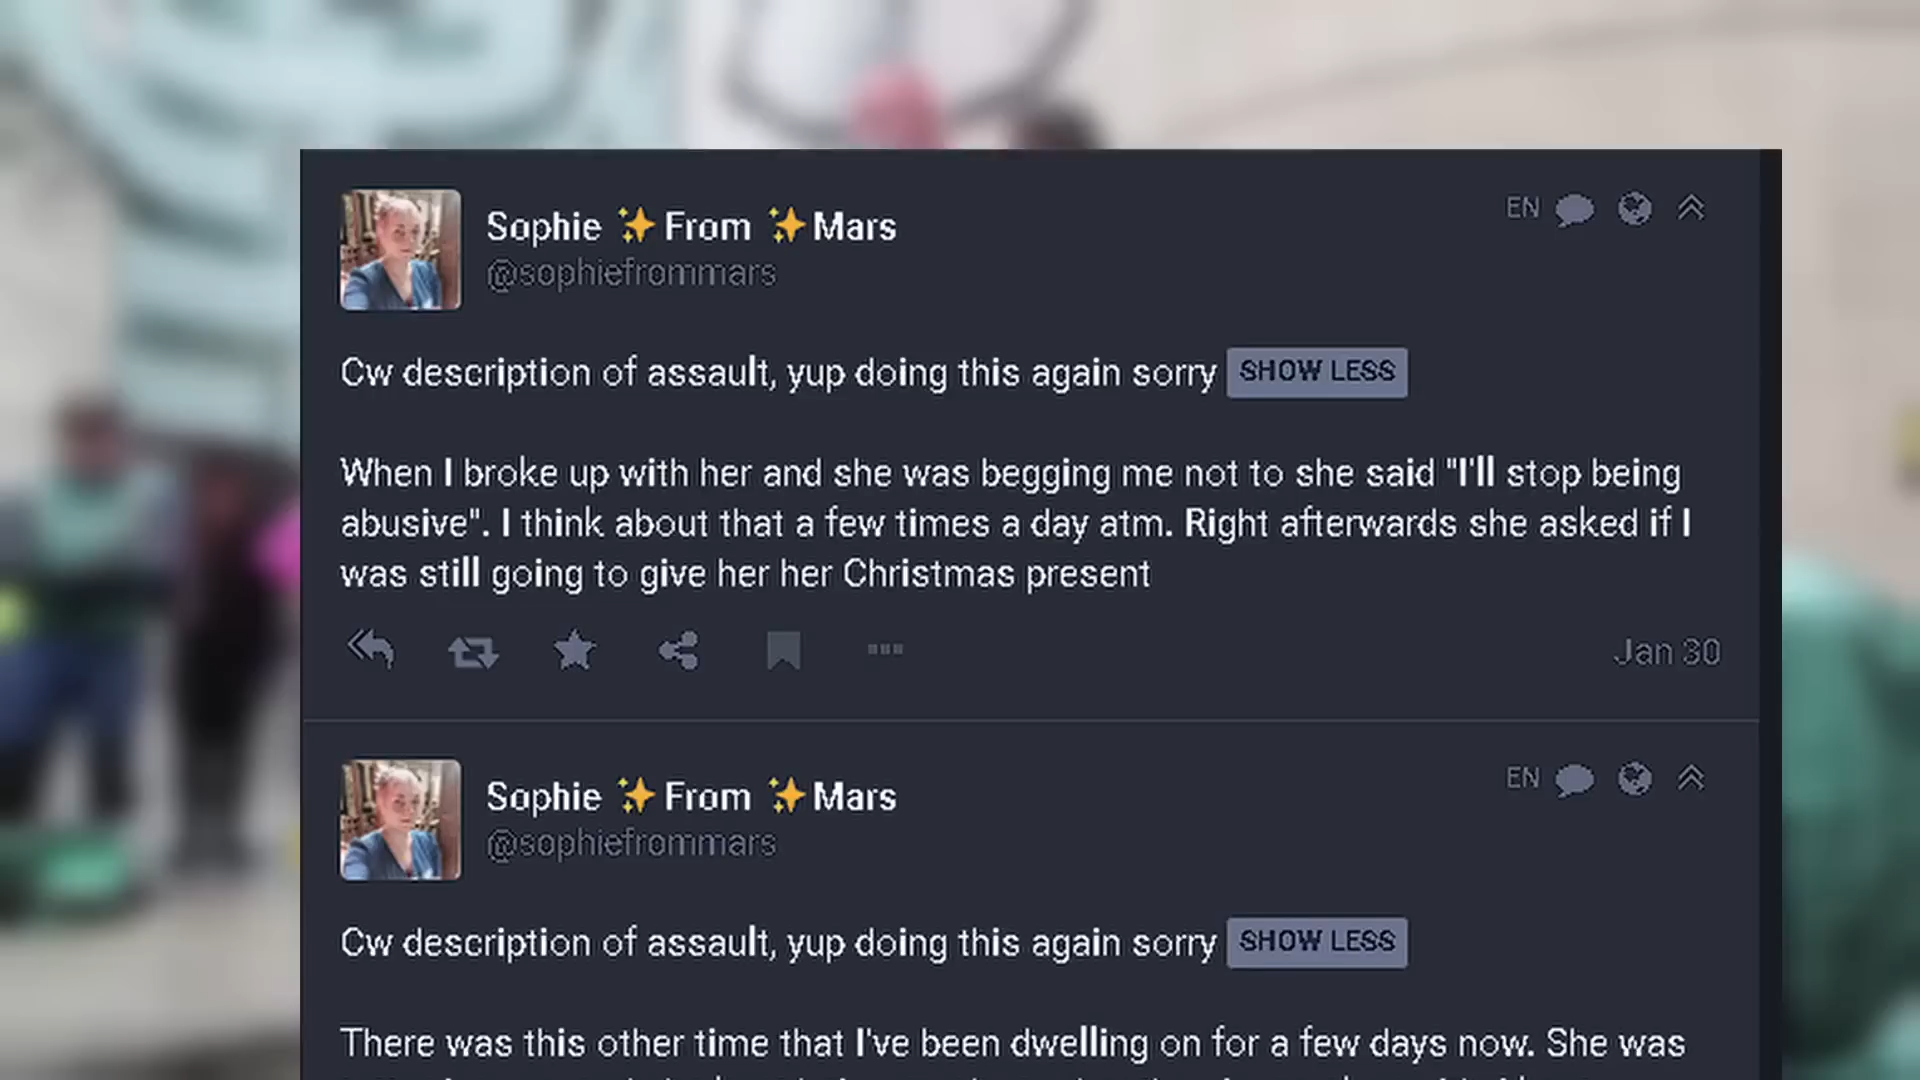 Sophie ✨From ✨Mars
EN
@sophiefrommars
Cw description of assault, yup doing this again sorry SHOW LESS
When I broke up with her and she was begging me not to she said "I'll stop being
abusive". I think about that a few times a day atm. Right afterwards she asked if I
was still going to give her her Christmas present
Jan 30
Sophie ✨From ✨Mars
EN
@sophiefrommars
Cw description of assault, yup doing this again sorry SHOW LESS
There was this other time that I've been dwelling on for a few days now. She was